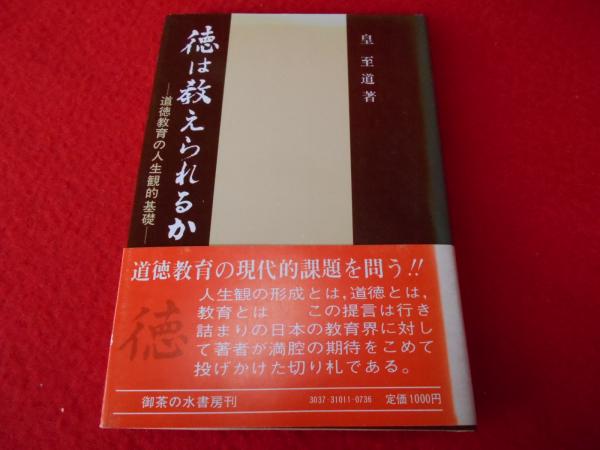 徳は教えられるか
―道徳教育の人生観的基礎―
皇至道著
道徳教育の現代的課題を問う!!
徳
人生観の形成とは,道徳とは,
教育とは　この提言は行き
詰まりの日本の教育界に対し
て著者が満腔の期待をこめて
投げかけた切り札である。
御茶の水書房刊
3037-31011-0736
定価1000円